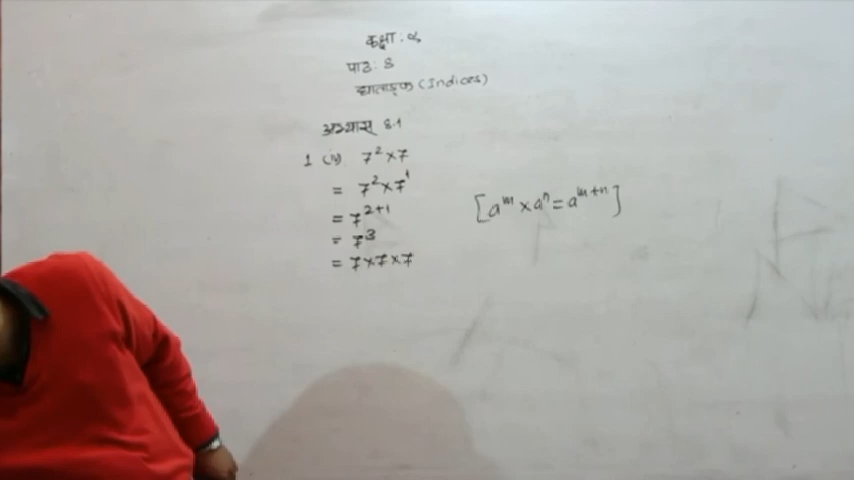 कक्षा : ८
पाठ : 8
घाताङ्क (Indices)
अभ्यास 8.1
1 (iv) 7² × 7
= 7² × 7¹
= 7²⁺¹ [aᵐ × aⁿ = aᵐ⁺ⁿ]
= 7³
= 7 × 7 × 7